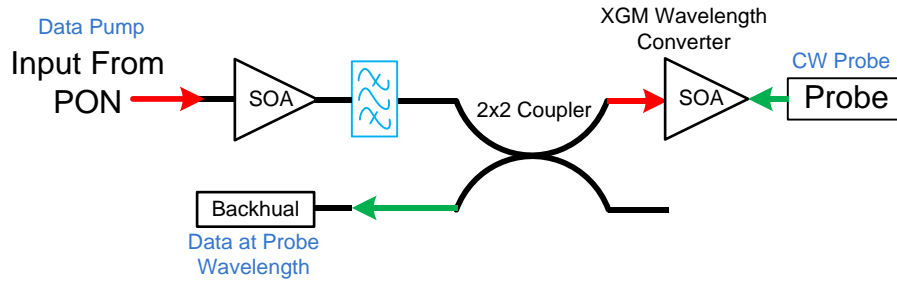 Data Pump
Input From
PON
SOA
2x2 Coupler
XGM Wavelength
Converter
SOA
CW Probe
Probe
Backhual
Data at Probe
Wavelength